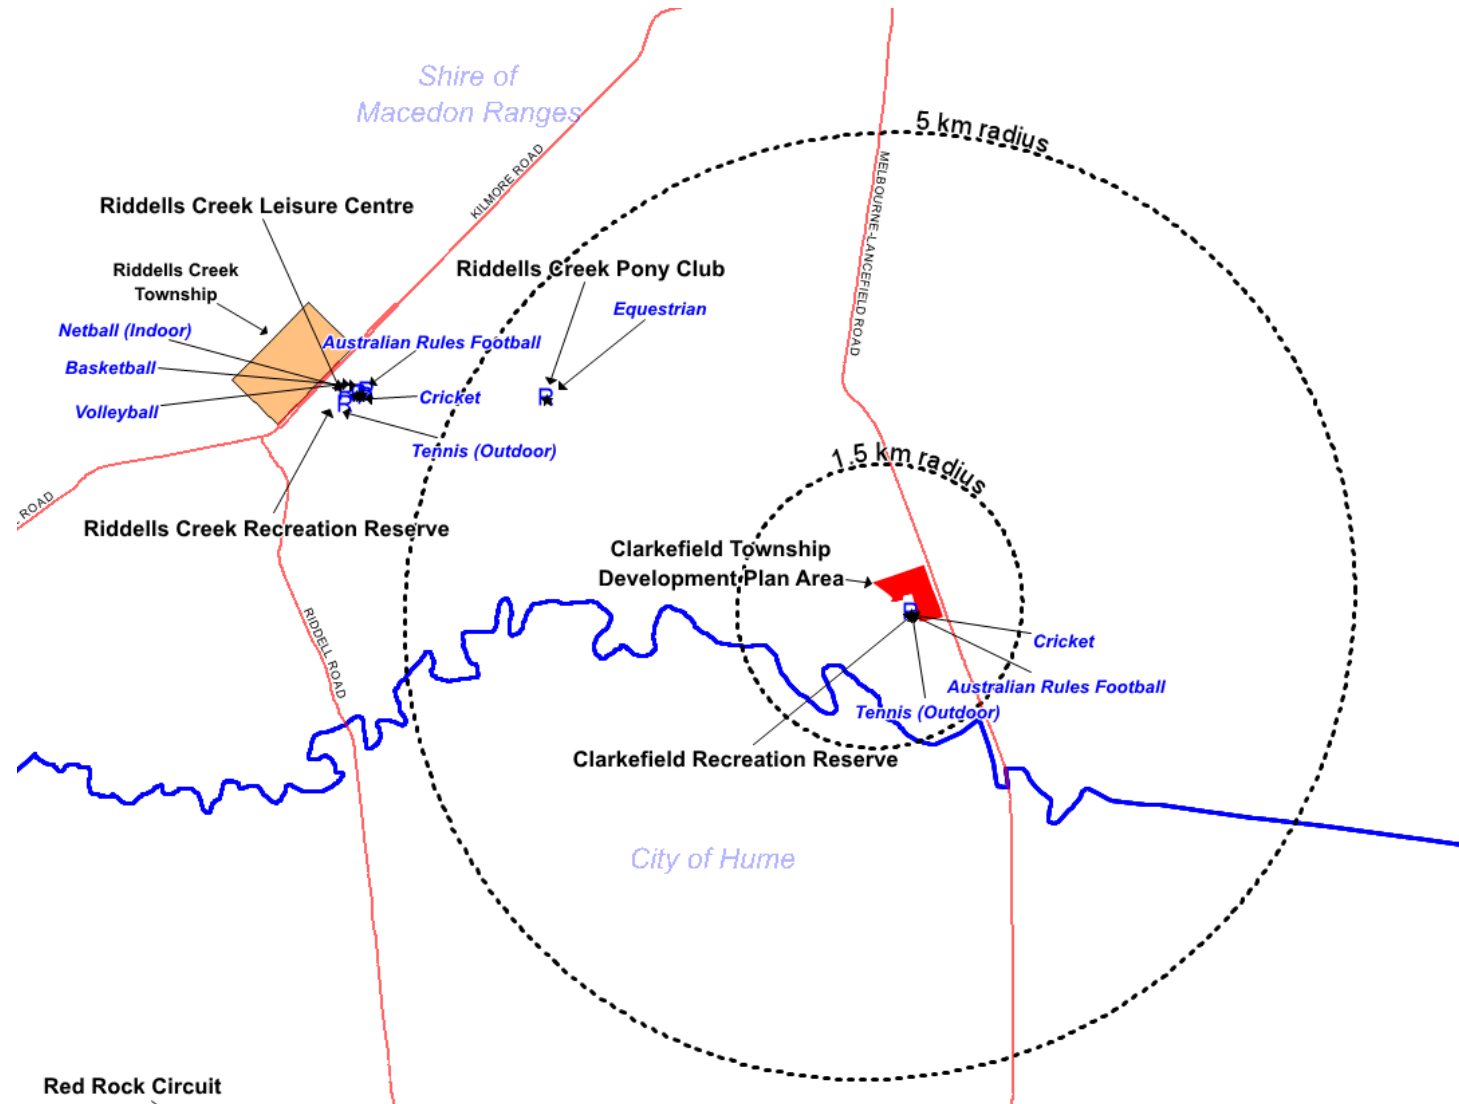 Shire of
Macedon Ranges
5 km radius
MELBOURNE-LANCEFIELD ROAD
KILMORE ROAD
Riddells Creek Leisure Centre
Riddells Creek
Township
Riddells Creek Pony Club
Equestrian
Netball (Indoor)
Australian Rules Football
Basketball
Volleyball
Cricket
Tennis (Outdoor)
R
R
1.5 km radius
ROAD
Riddells Creek Recreation Reserve
Clarkefield Township
Development Plan Area
R
RIDDELL ROAD
Cricket
Australian Rules Football
Tennis (Outdoor)
Clarkefield Recreation Reserve
City of Hume
Red Rock Circuit